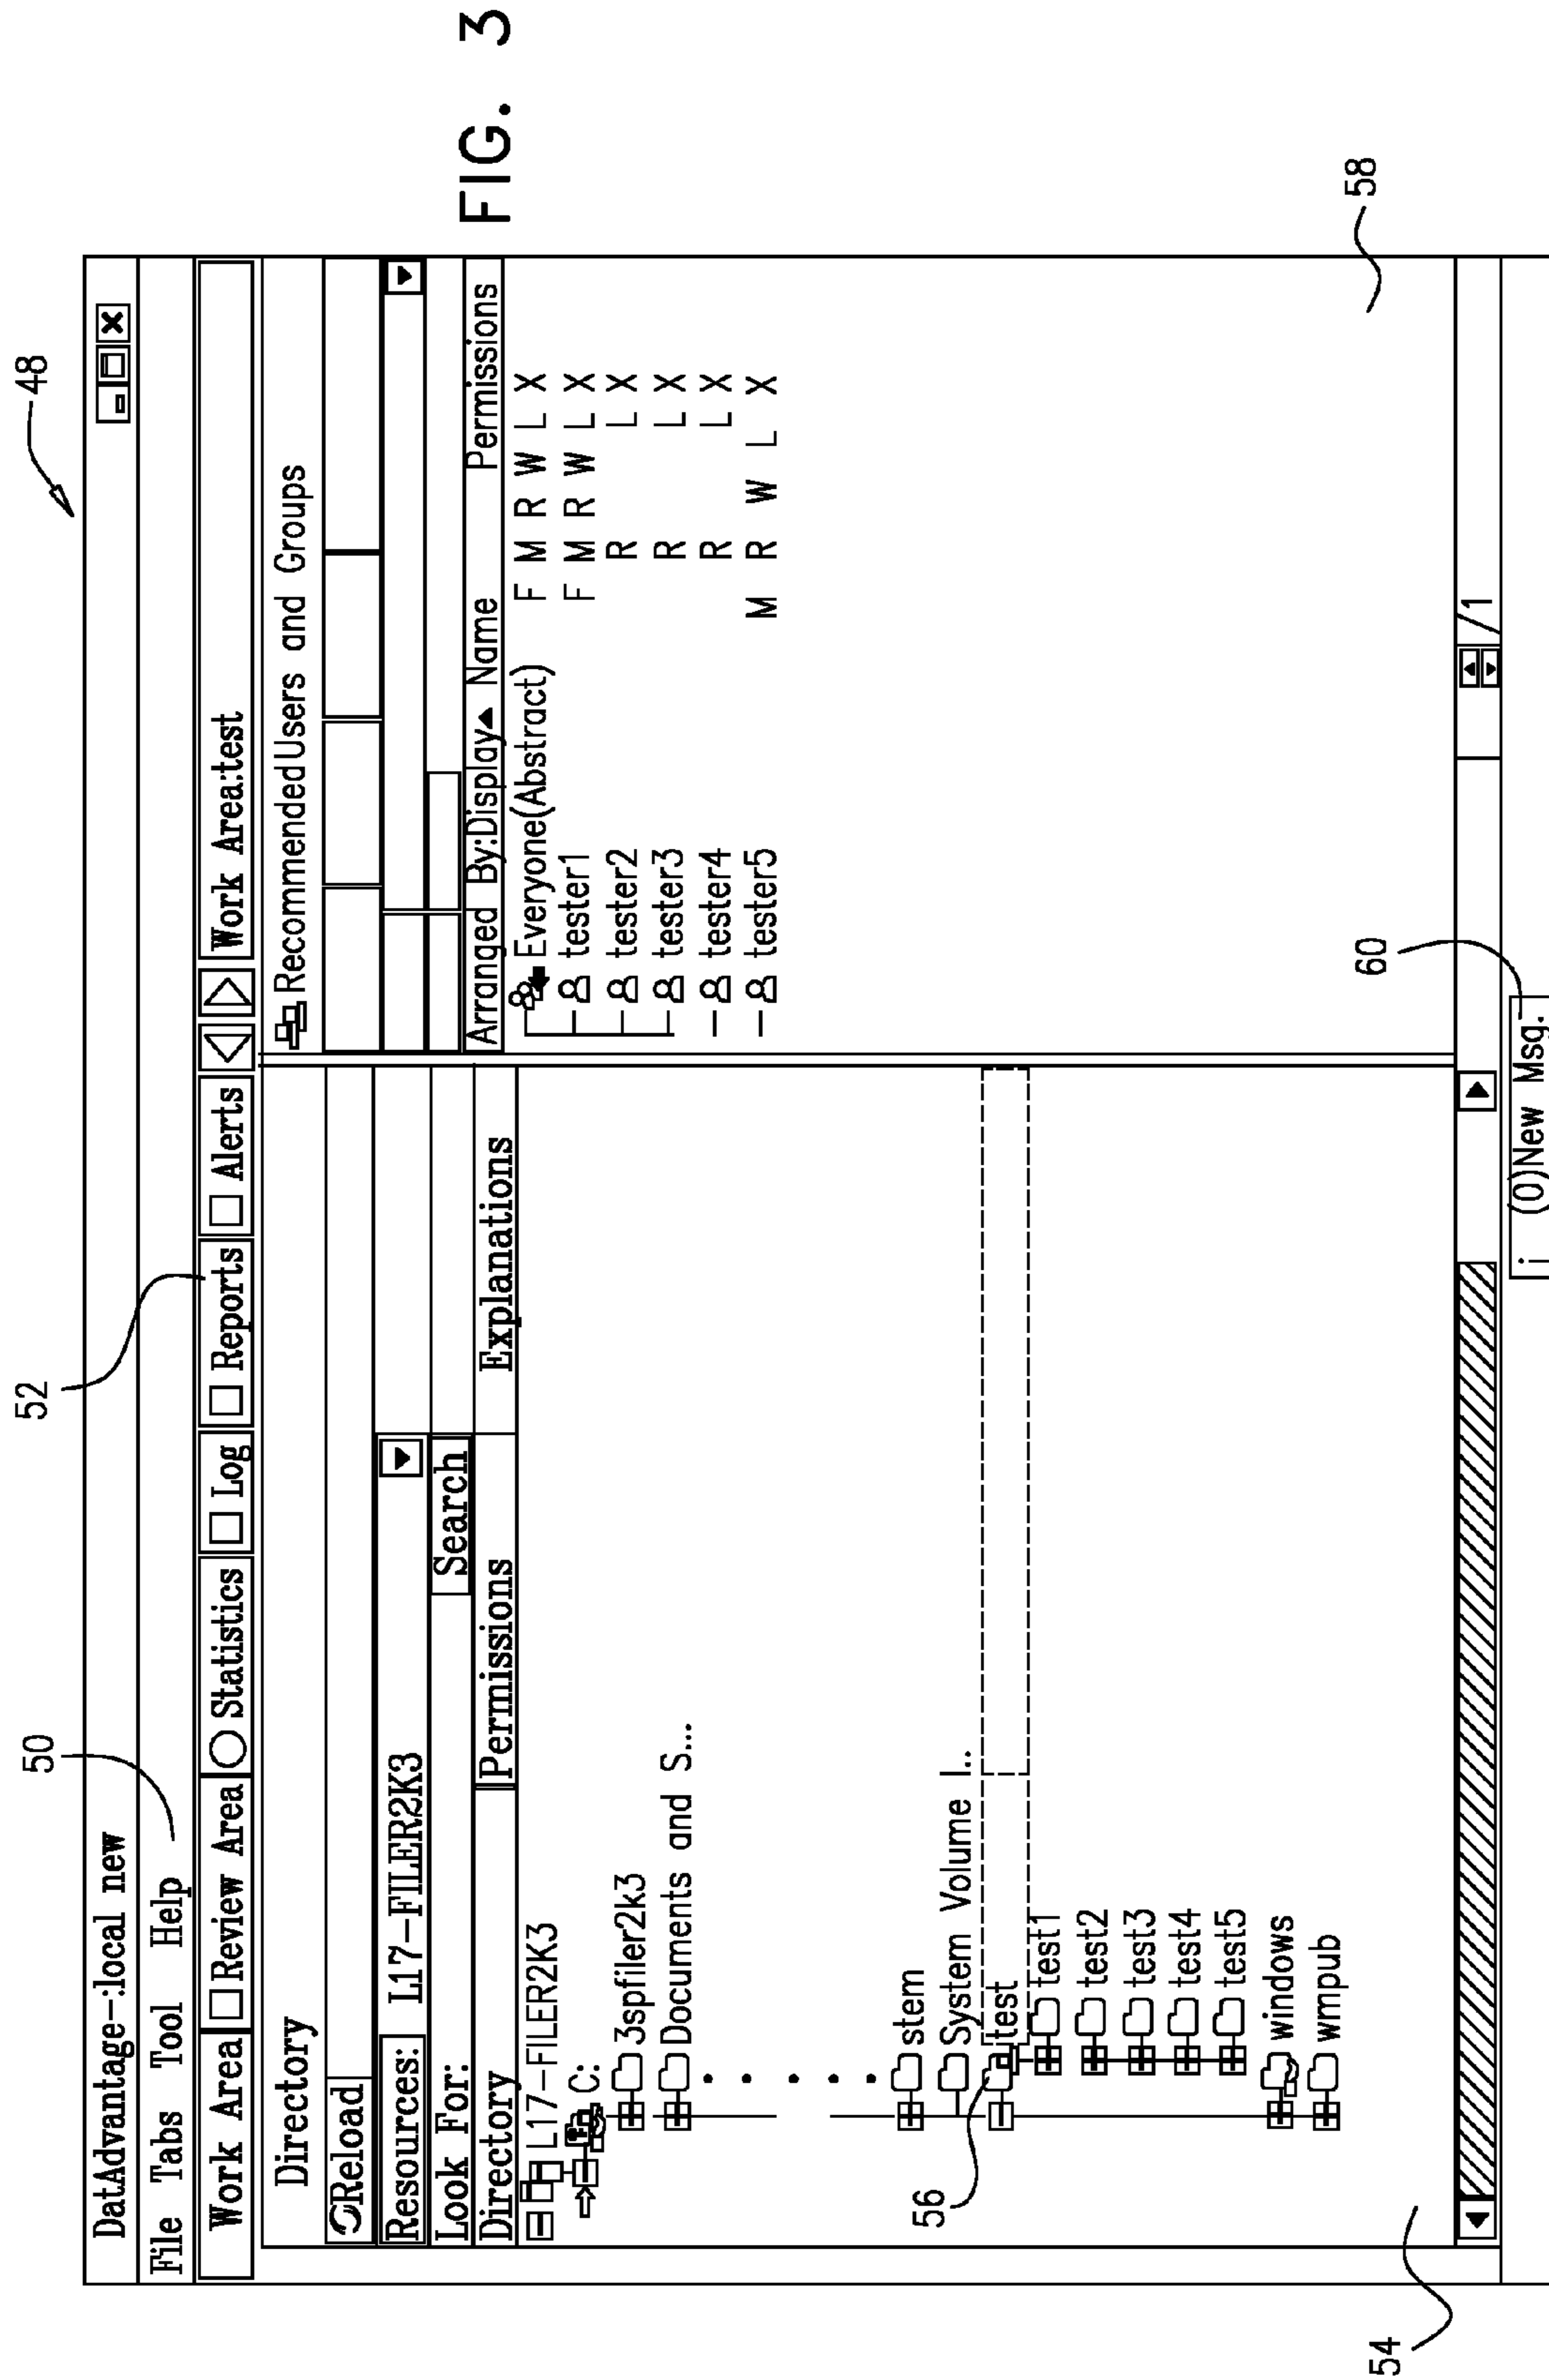 FIG. 3
48
DatAdvantage-:local new
50
File Tabs Tool Help
52
Work Area Review Area Statistics Log Reports Alerts Work Area:test
Directory
Reload
Resources: L17-FILER2K3
Look For: Search
Directory Permissions Explanations
L17-FILER2K3
C:
3spfiler2k3
Documents and S...
stem
System Volume I..
56
test
test1
test2
test3
test4
test5
windows
wmpub
54
RecommendedUsers and Groups
Arranged By:Display Name Permissions
Everyone(Abstract) F M R W L X
tester1 F M R W L X
tester2 R L X
tester3 R L X
tester4 R L X
tester5 M R W L X
58
/1
60
i (0)New Msg.